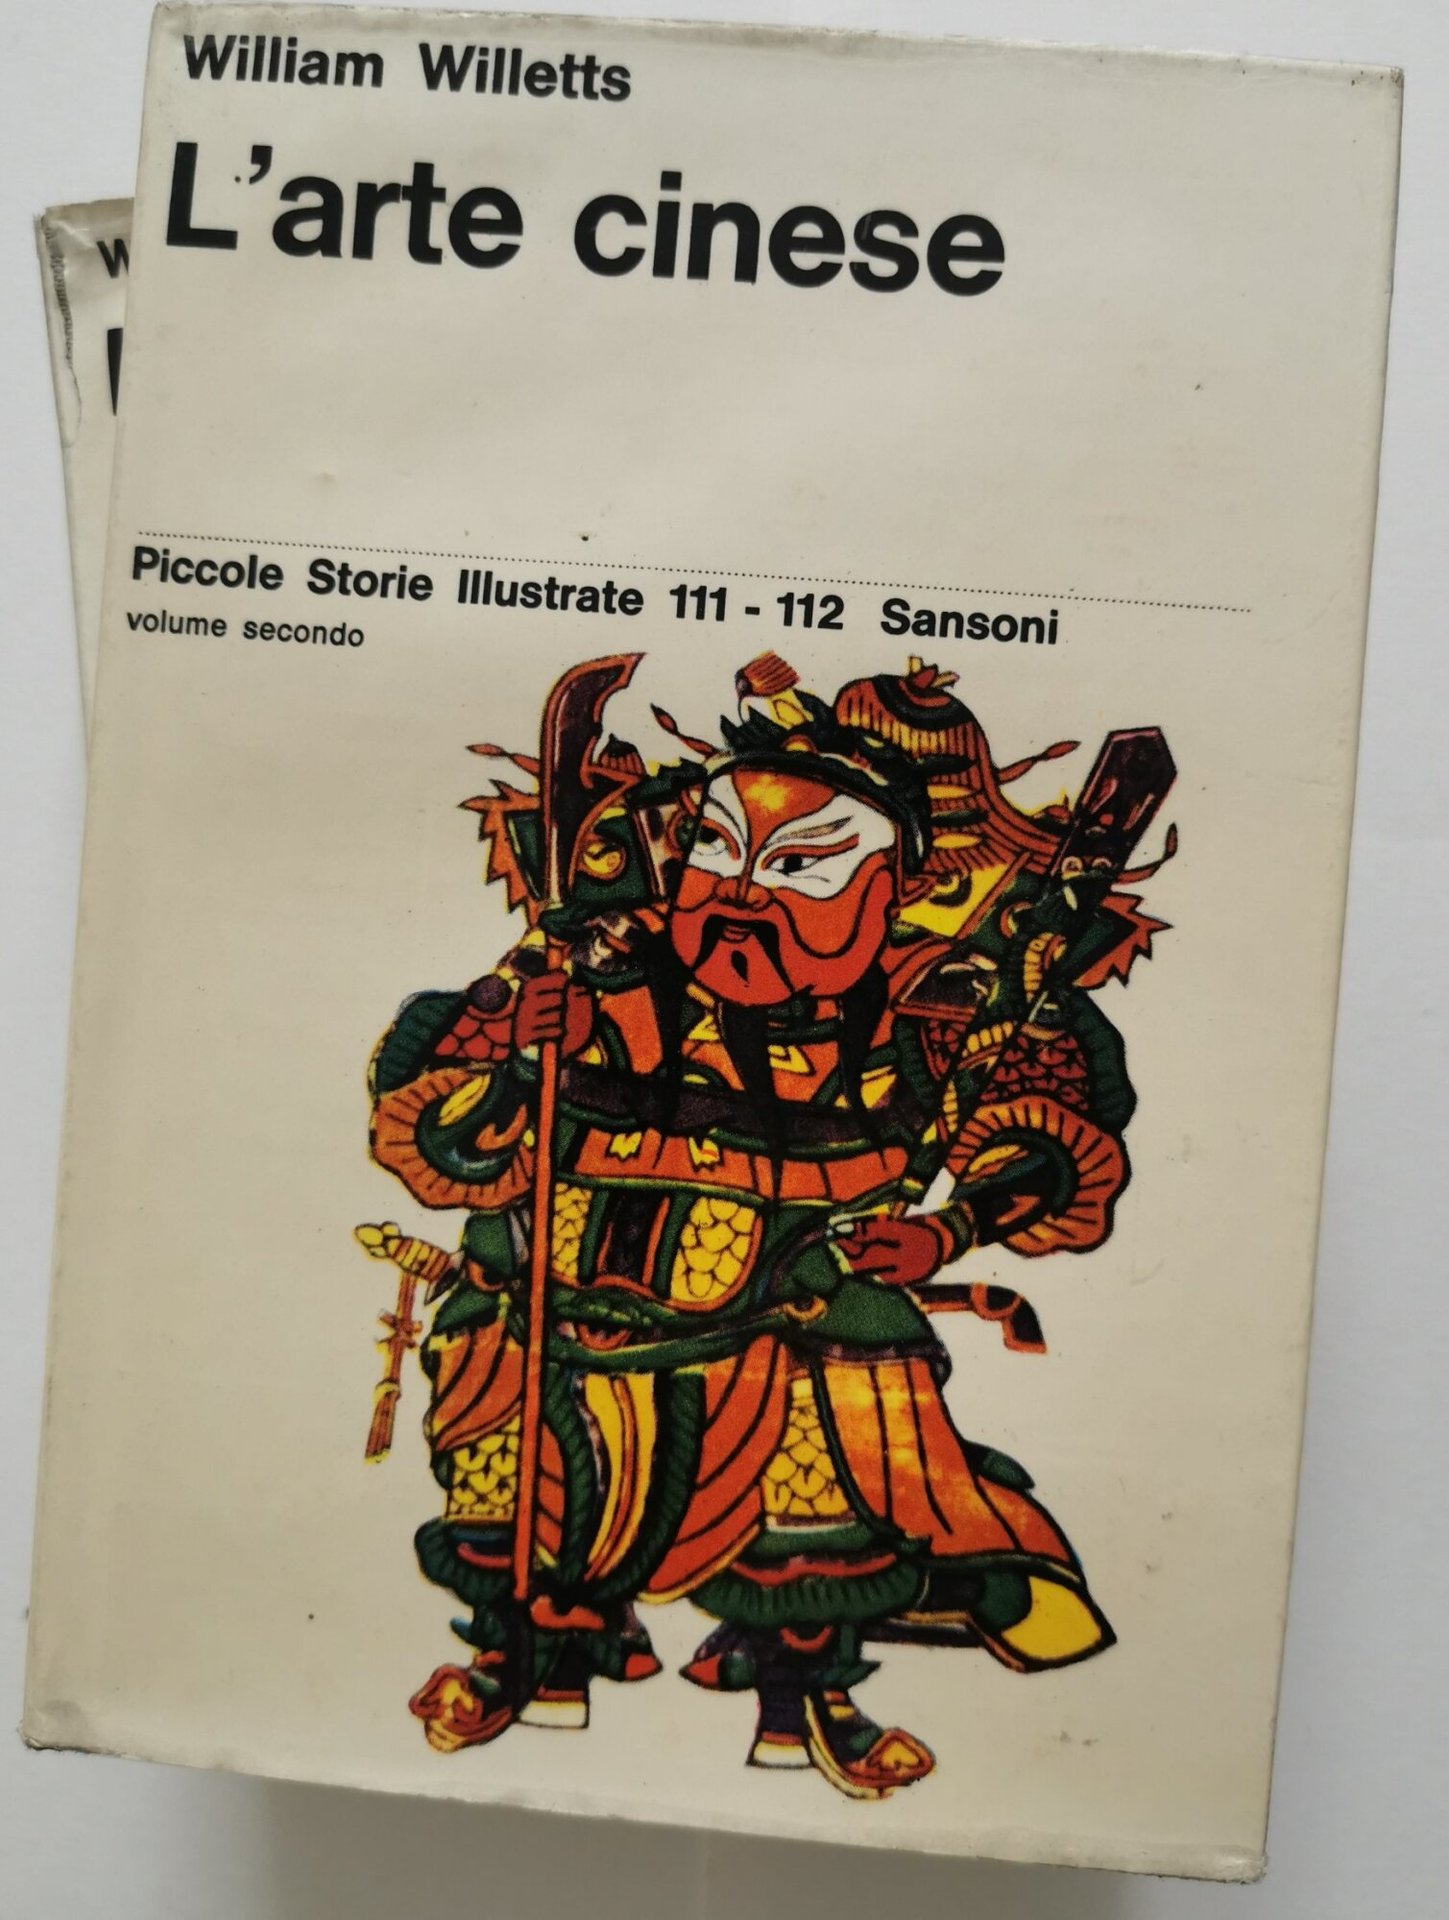 William Willetts
L'arte cinese
Piccole Storie Illustrate 111 - 112 Sansoni
volume secondo